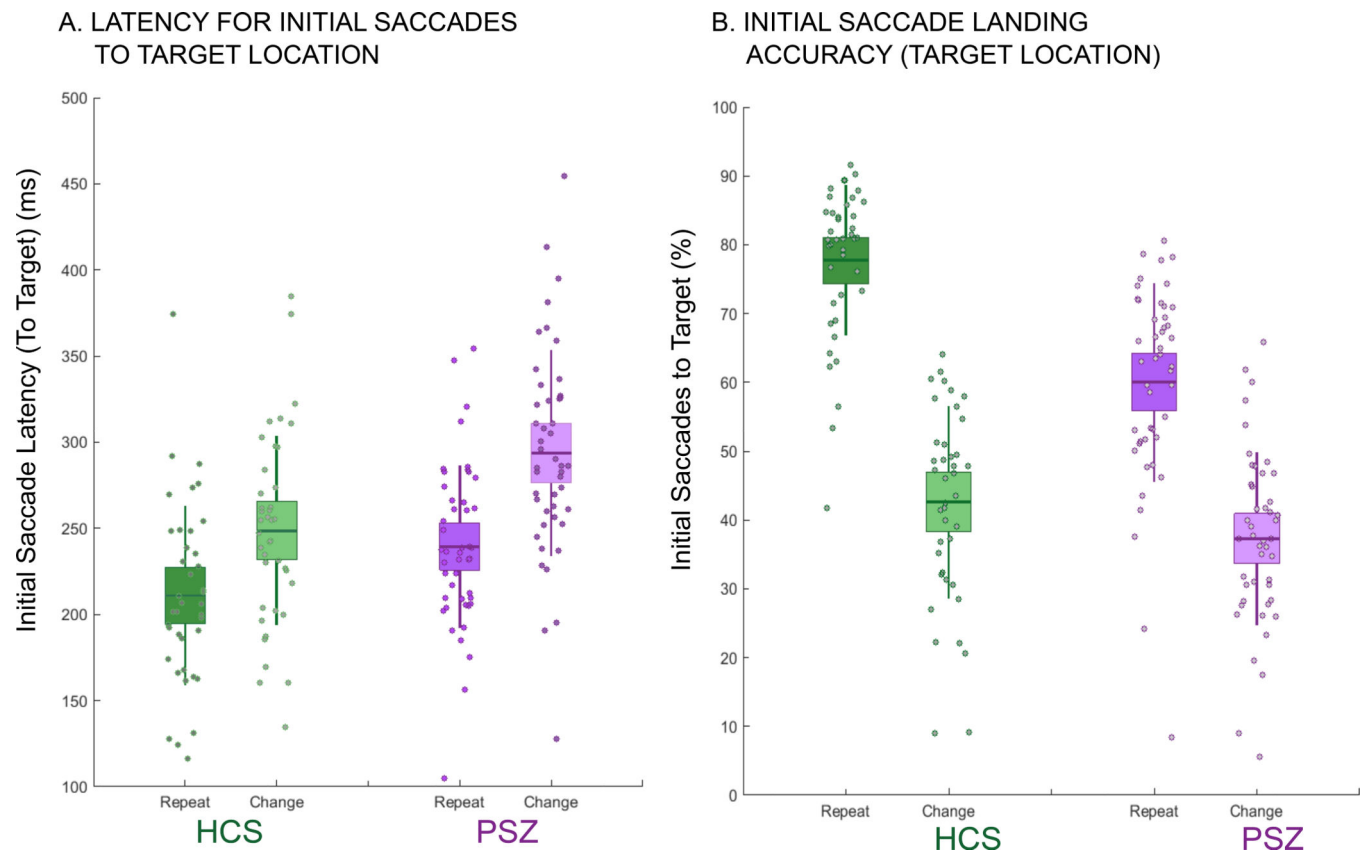 A. LATENCY FOR INITIAL SACCADES
TO TARGET LOCATION
Initial Saccade Latency (To Target) (ms)
500
450
400
350
300
250
200
150
100
Repeat
Change
Repeat
Change
HCS
PSZ
B. INITIAL SACCADE LANDING
ACCURACY (TARGET LOCATION)
Initial Saccades to Target (%)
100
90
80
70
60
50
40
30
20
10
0
Repeat
Change
Repeat
Change
HCS
PSZ